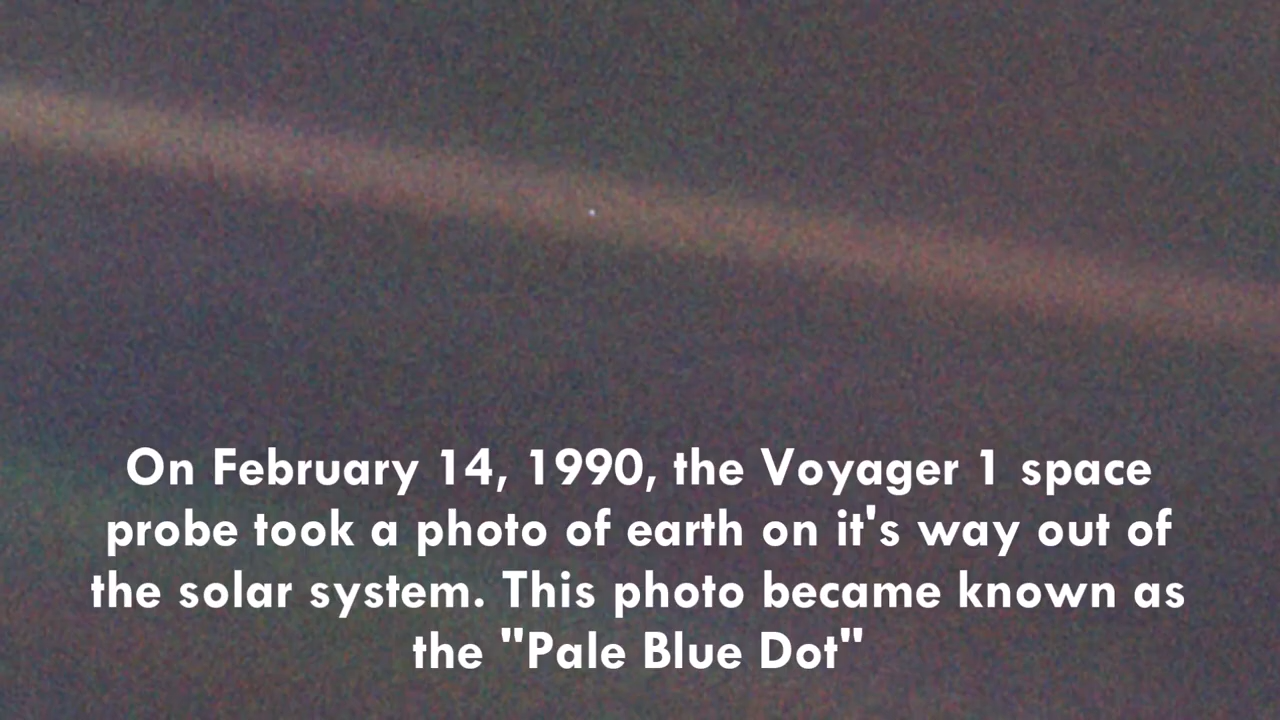 On February 14, 1990, the Voyager 1 space
probe took a photo of earth on it's way out of
the solar system. This photo became known as
the "Pale Blue Dot"